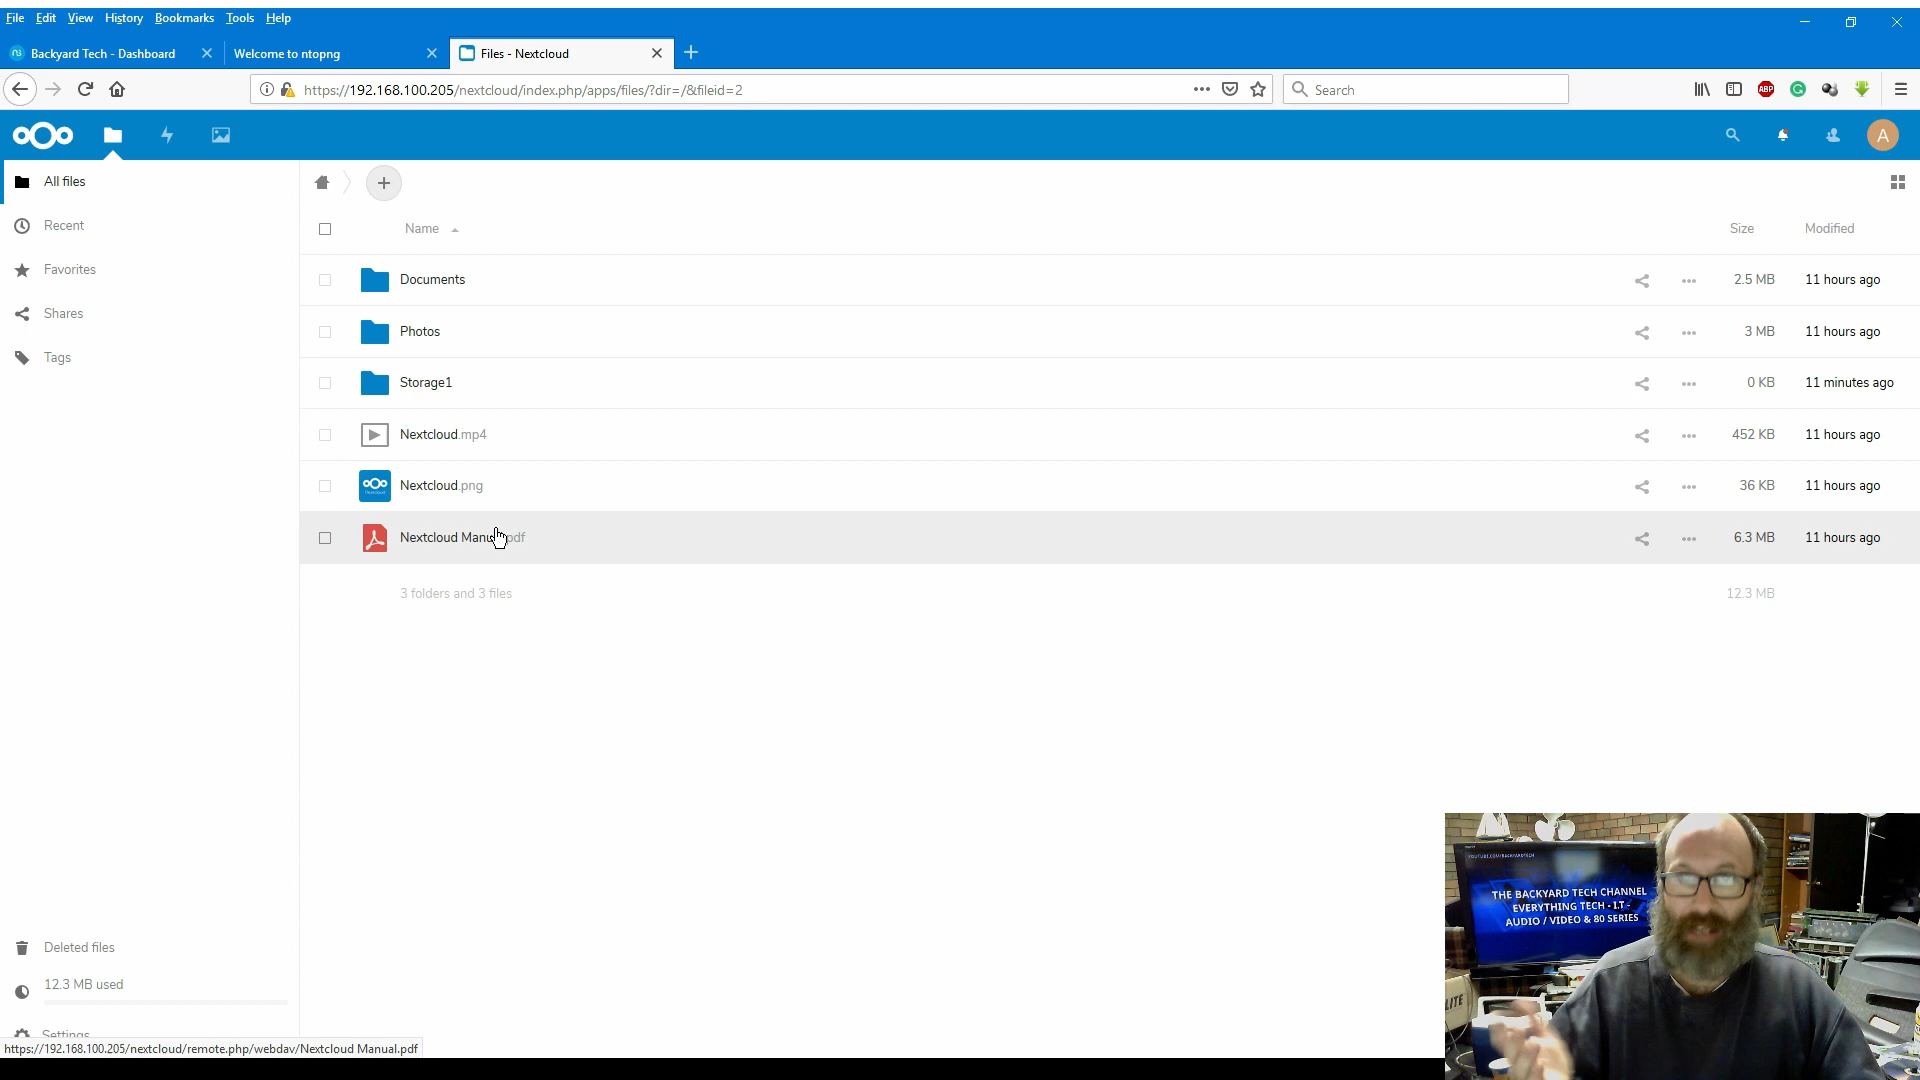 File Edit View History Bookmarks Tools Help
Backyard Tech - Dashboard
Welcome to ntopng
Files - Nextcloud
https://192.168.100.205/nextcloud/index.php/apps/files/?dir=/&fileid=2
Search
ABP
A
All files
Recent
Favorites
Shares
Tags
Name Size Modified
Documents 2.5 MB 11 hours ago
Photos 3 MB 11 hours ago
Storage1 0 KB 11 minutes ago
Nextcloud.mp4 452 KB 11 hours ago
Nextcloud.png 36 KB 11 hours ago
Nextcloud Manu pdf 6.3 MB 11 hours ago
3 folders and 3 files 12.3 MB
Deleted files
12.3 MB used
Settings
https://192.168.100.205/nextcloud/remote.php/webdav/Nextcloud Manual.pdf
YOUTUBE.COM/BACKYARDTECH
THE BACKYARD TECH CHANNEL
EVERYTHING TECH - I.T -
AUDIO / VIDEO & 80 SERIES